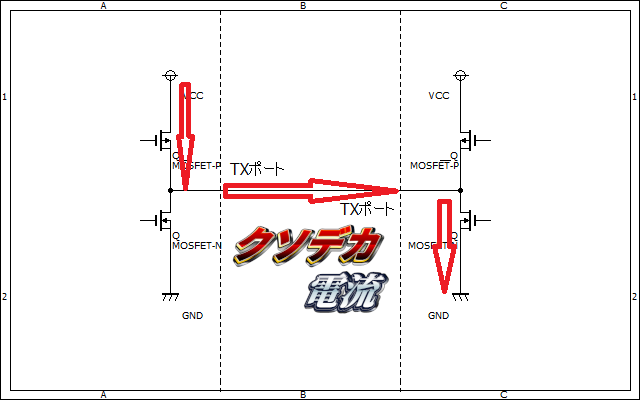 A B C
1 1
VCC VCC
Q Q
MOSFET-P MOSFET-P
TXポート
TXポート
Q Q
MOSFET-N MOSFET-N
クソデカ
電流
2 2
GND GND
A B C